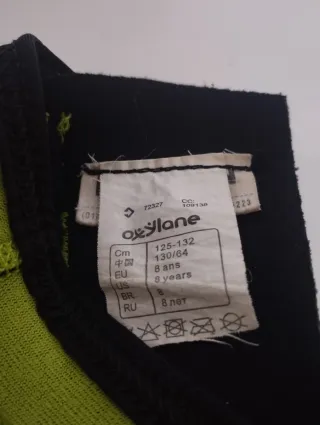 72327 CC:
109138
oxylane
Cm 125-132
中国 130/64
EU 8 ans
US 8 years
BR 8
RU 8 лет